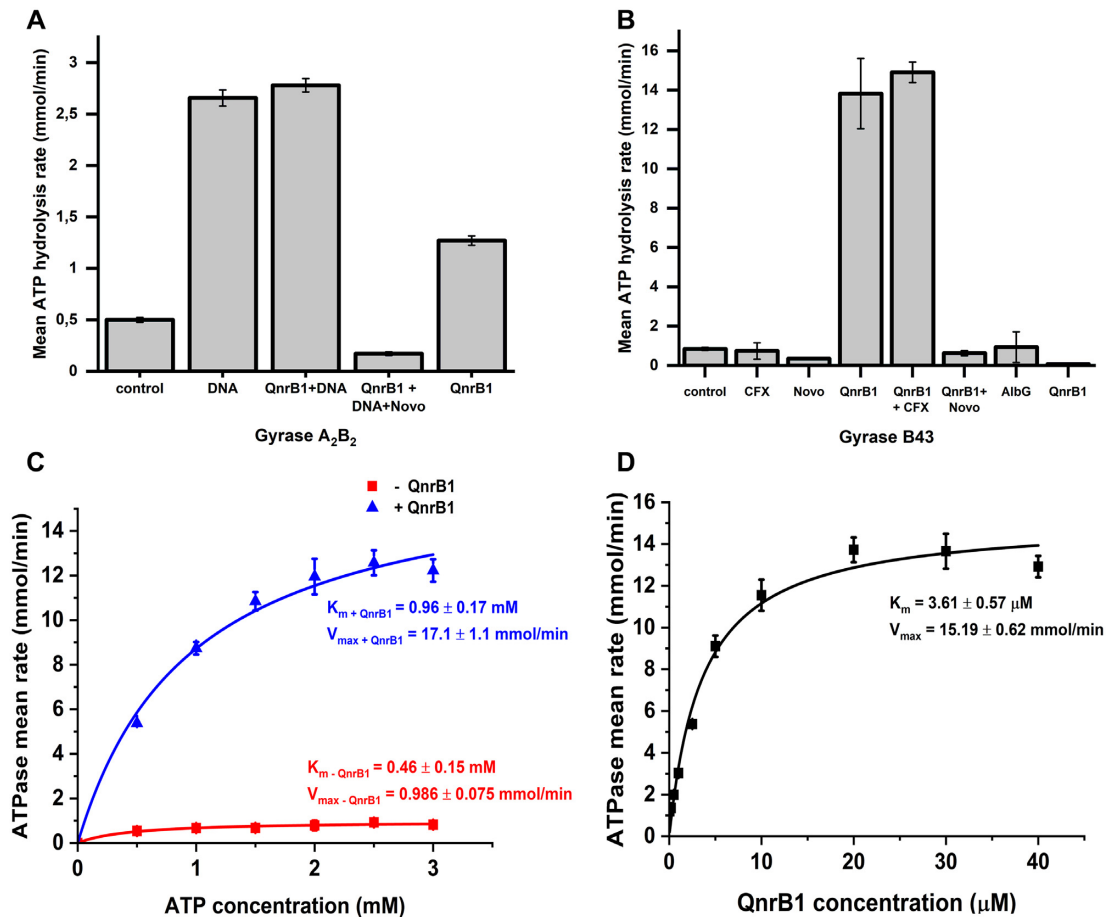 A
Mean ATP hydrolysis rate (mmol/min)
3
2,5
2
1,5
1
0,5
0
control
DNA
QnrB1+DNA
QnrB1 +
DNA+Novo
QnrB1
Gyrase A2B2
B
Mean ATP hydrolysis rate (mmol/min)
16
14
12
10
8
6
4
2
0
control
CFX
Novo
QnrB1
QnrB1
+ CFX
QnrB1+
Novo
AlbG
QnrB1
Gyrase B43
C
- QnrB1
+ QnrB1
ATPase mean rate (mmol/min)
14
12
10
8
6
4
2
0
Km + QnrB1 = 0.96 ± 0.17 mM
Vmax + QnrB1 = 17.1 ± 1.1 mmol/min
Km - QnrB1 = 0.46 ± 0.15 mM
Vmax - QnrB1 = 0.986 ± 0.075 mmol/min
0 1 2 3
ATP concentration (mM)
D
ATPase mean rate (mmol/min)
16
14
12
10
8
6
4
2
0
Km = 3.61 ± 0.57 μM
Vmax = 15.19 ± 0.62 mmol/min
0 10 20 30 40
QnrB1 concentration (μM)